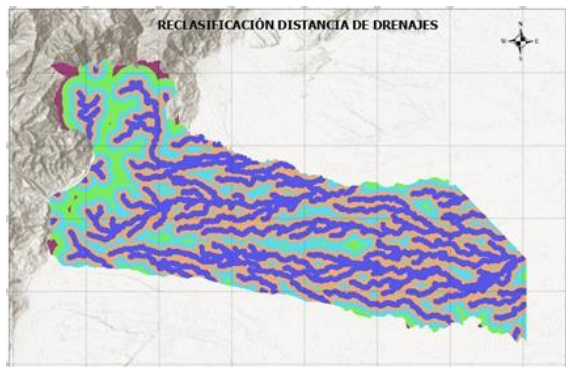 RECLASIFICACIÓN DISTANCIA DE DRENAJES
N
W E
S